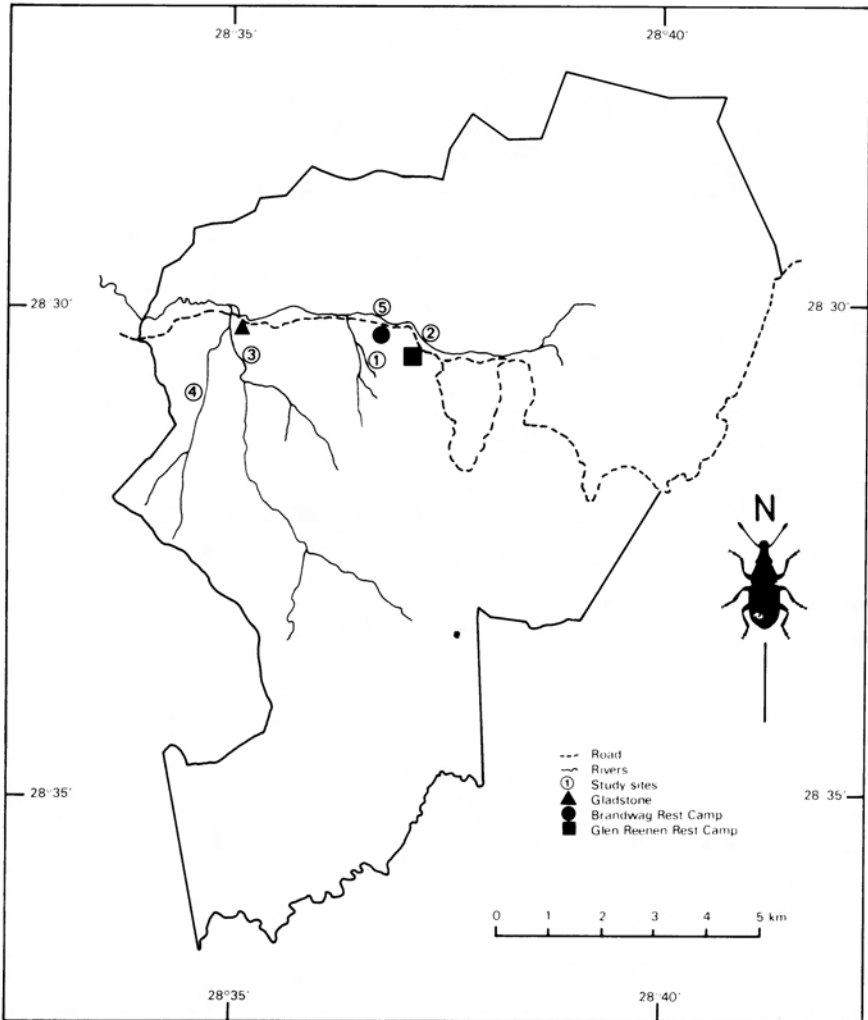 28°35' 28°40'
28°30' 28°30'
5
2
3 1
4
N
Road
Rivers
1 Study sites
Gladstone
Brandwag Rest Camp
Glen Reenen Rest Camp
28°35' 28°35'
0 1 2 3 4 5 km
28°35' 28°40'